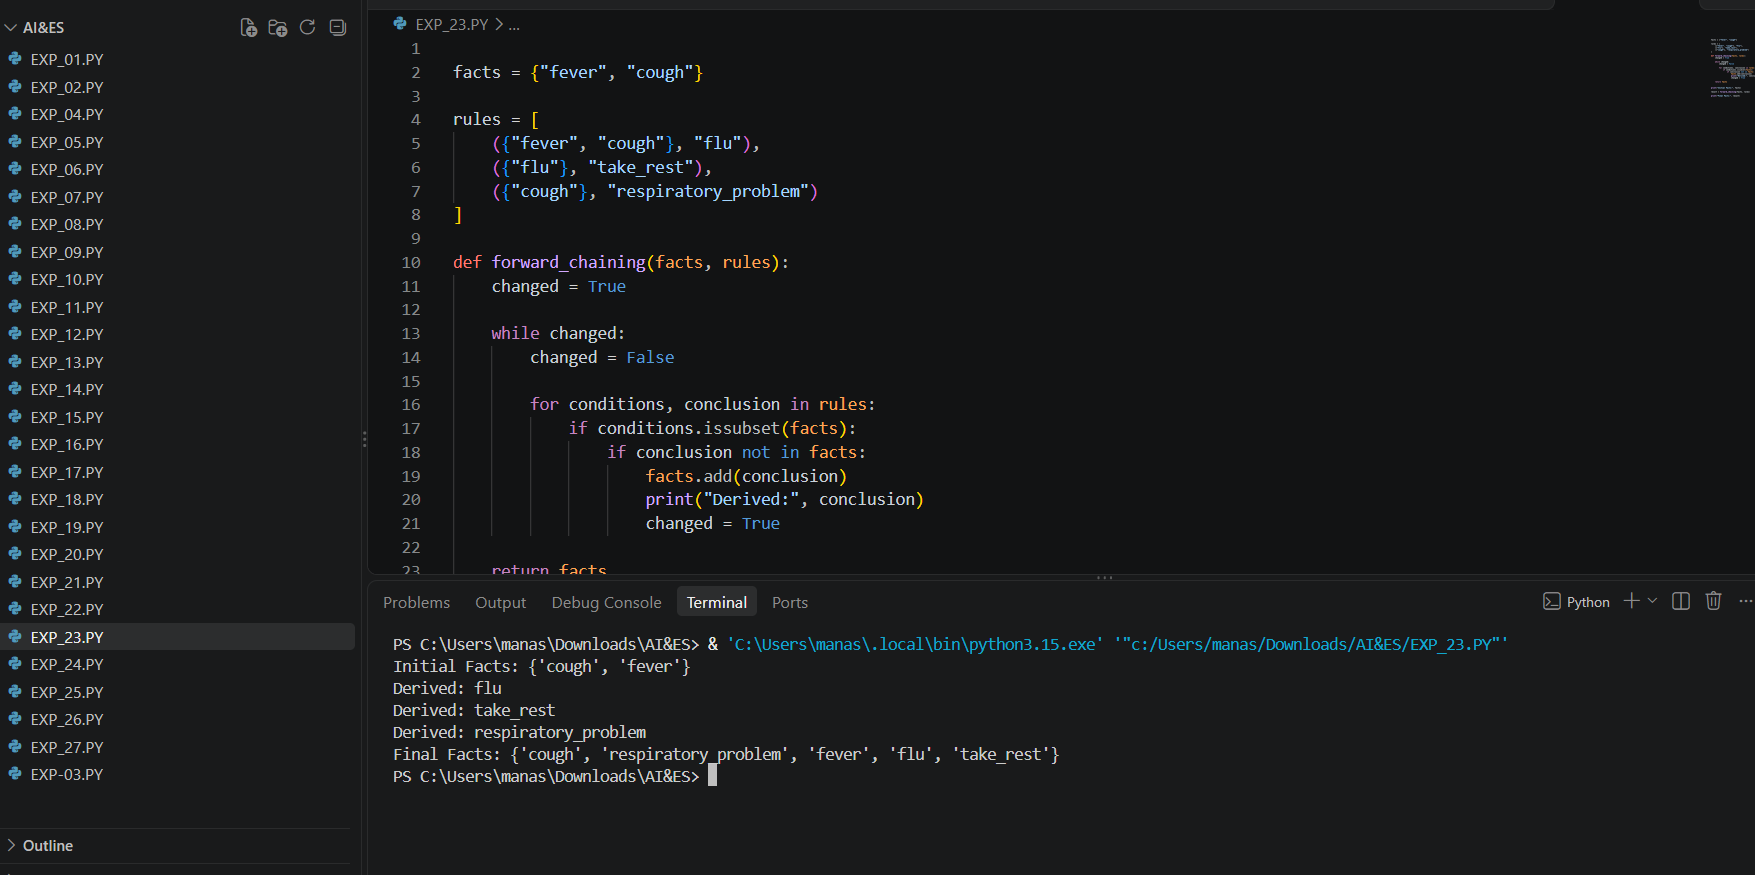 AI&ES
EXP_01.PY
EXP_02.PY
EXP_04.PY
EXP_05.PY
EXP_06.PY
EXP_07.PY
EXP_08.PY
EXP_09.PY
EXP_10.PY
EXP_11.PY
EXP_12.PY
EXP_13.PY
EXP_14.PY
EXP_15.PY
EXP_16.PY
EXP_17.PY
EXP_18.PY
EXP_19.PY
EXP_20.PY
EXP_21.PY
EXP_22.PY
EXP_23.PY
EXP_24.PY
EXP_25.PY
EXP_26.PY
EXP_27.PY
EXP-03.PY
Outline
EXP_23.PY > ...
1
2 facts = {"fever", "cough"}
3
4 rules = [
5     ({"fever", "cough"}, "flu"),
6     ({"flu"}, "take_rest"),
7     ({"cough"}, "respiratory_problem")
8 ]
9
10 def forward_chaining(facts, rules):
11     changed = True
12
13     while changed:
14         changed = False
15
16         for conditions, conclusion in rules:
17             if conditions.issubset(facts):
18                 if conclusion not in facts:
19                     facts.add(conclusion)
20                     print("Derived:", conclusion)
21                     changed = True
22
23     return facts
Problems Output Debug Console Terminal Ports
Python
PS C:\Users\manas\Downloads\AI&ES> & 'C:\Users\manas\.local\bin\python3.15.exe' '"c:/Users/manas/Downloads/AI&ES/EXP_23.PY"'
Initial Facts: {'cough', 'fever'}
Derived: flu
Derived: take_rest
Derived: respiratory_problem
Final Facts: {'cough', 'respiratory_problem', 'fever', 'flu', 'take_rest'}
PS C:\Users\manas\Downloads\AI&ES>